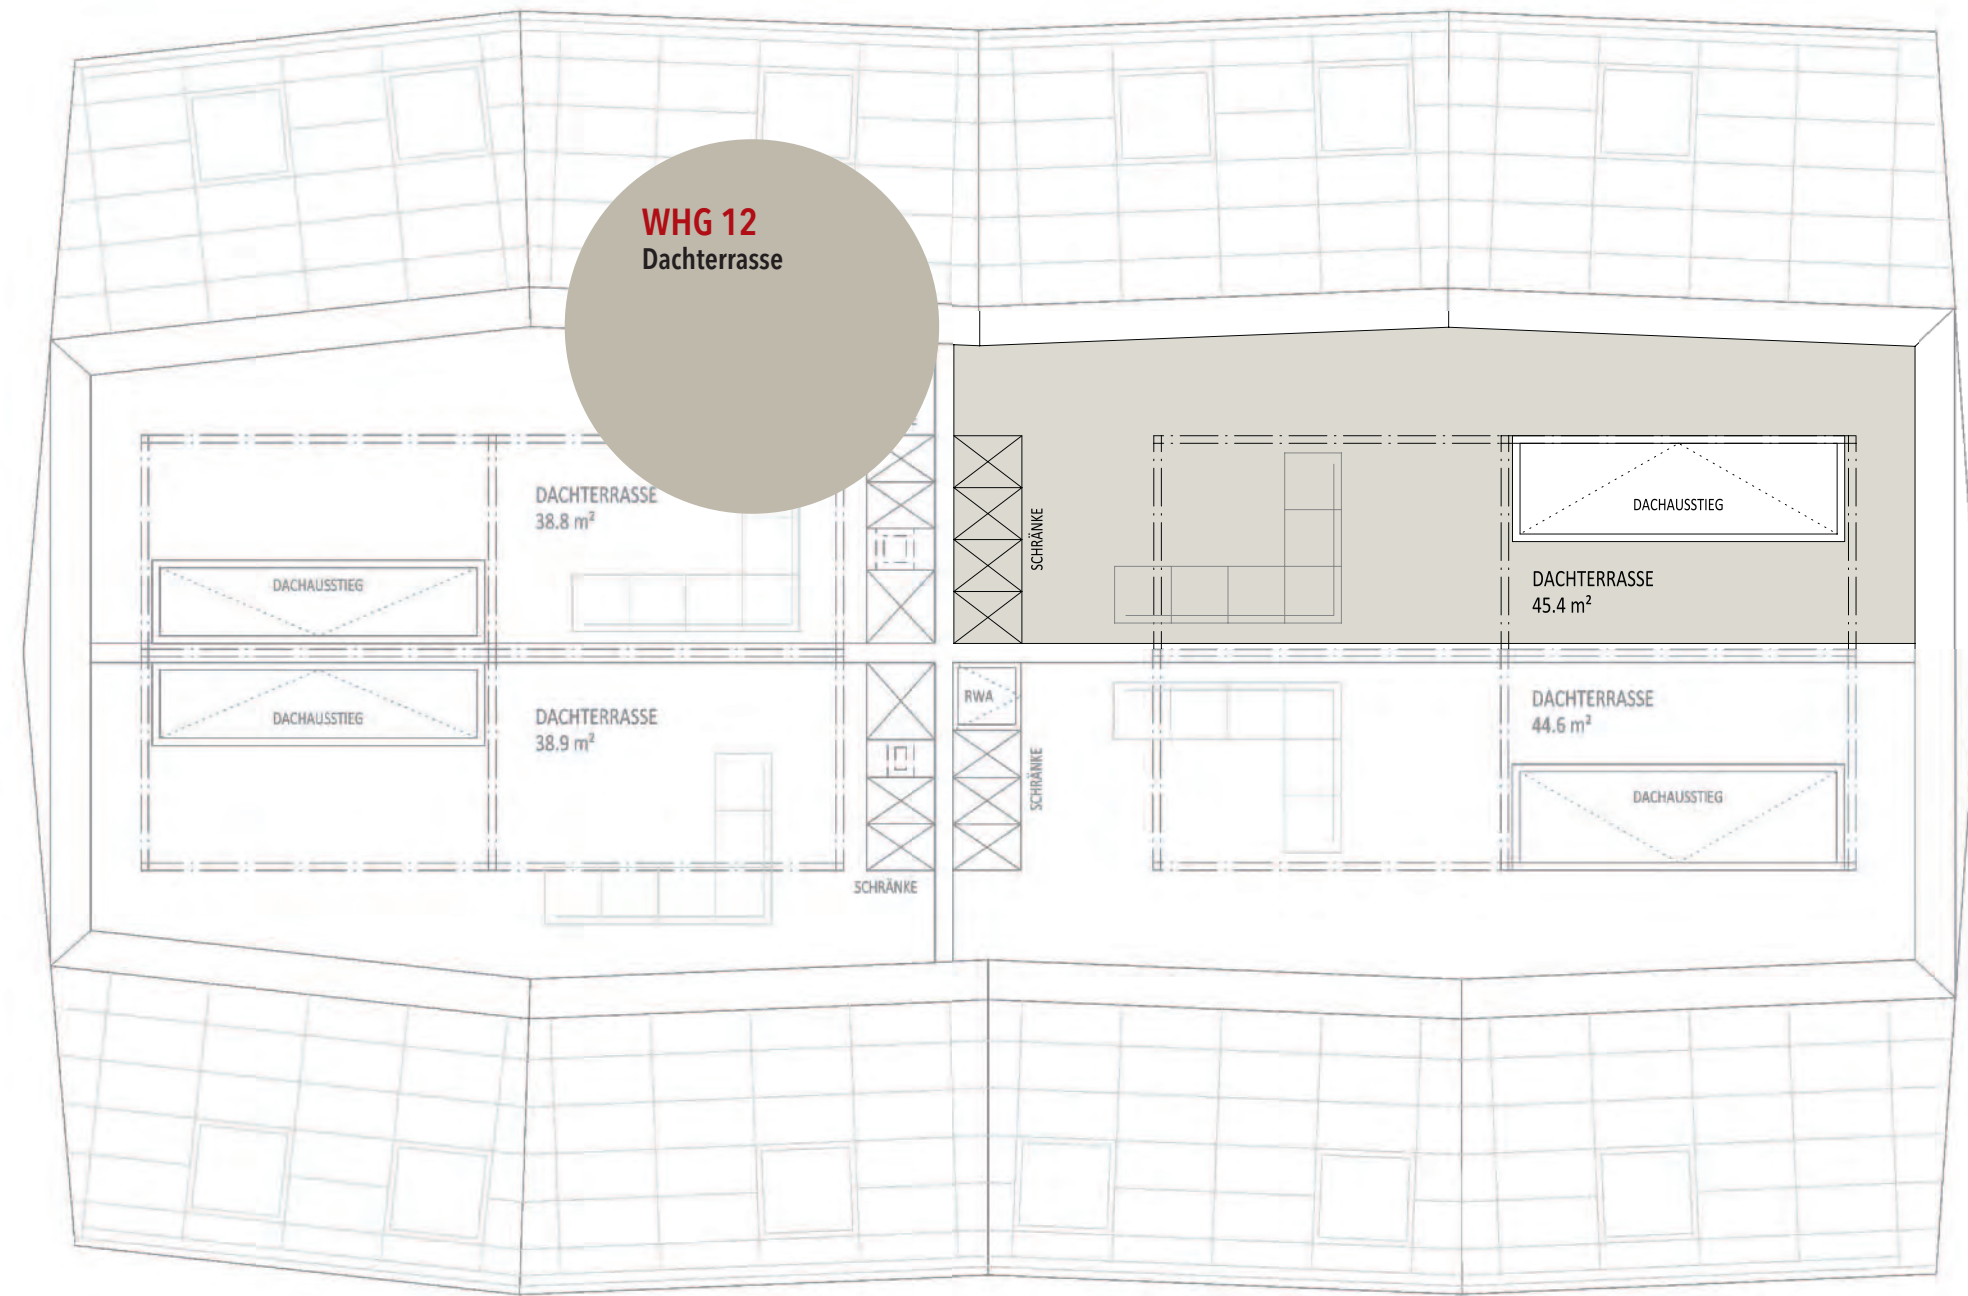 WHG 12
Dachterrasse
DACHTERRASSE
38.8 m²
DACHAUSSTIEG
SCHRÄNKE
DACHAUSSTIEG
DACHTERRASSE
45.4 m²
DACHAUSSTIEG
DACHTERRASSE
38.9 m²
SCHRÄNKE
RWA
SCHRÄNKE
DACHTERRASSE
44.6 m²
DACHAUSSTIEG